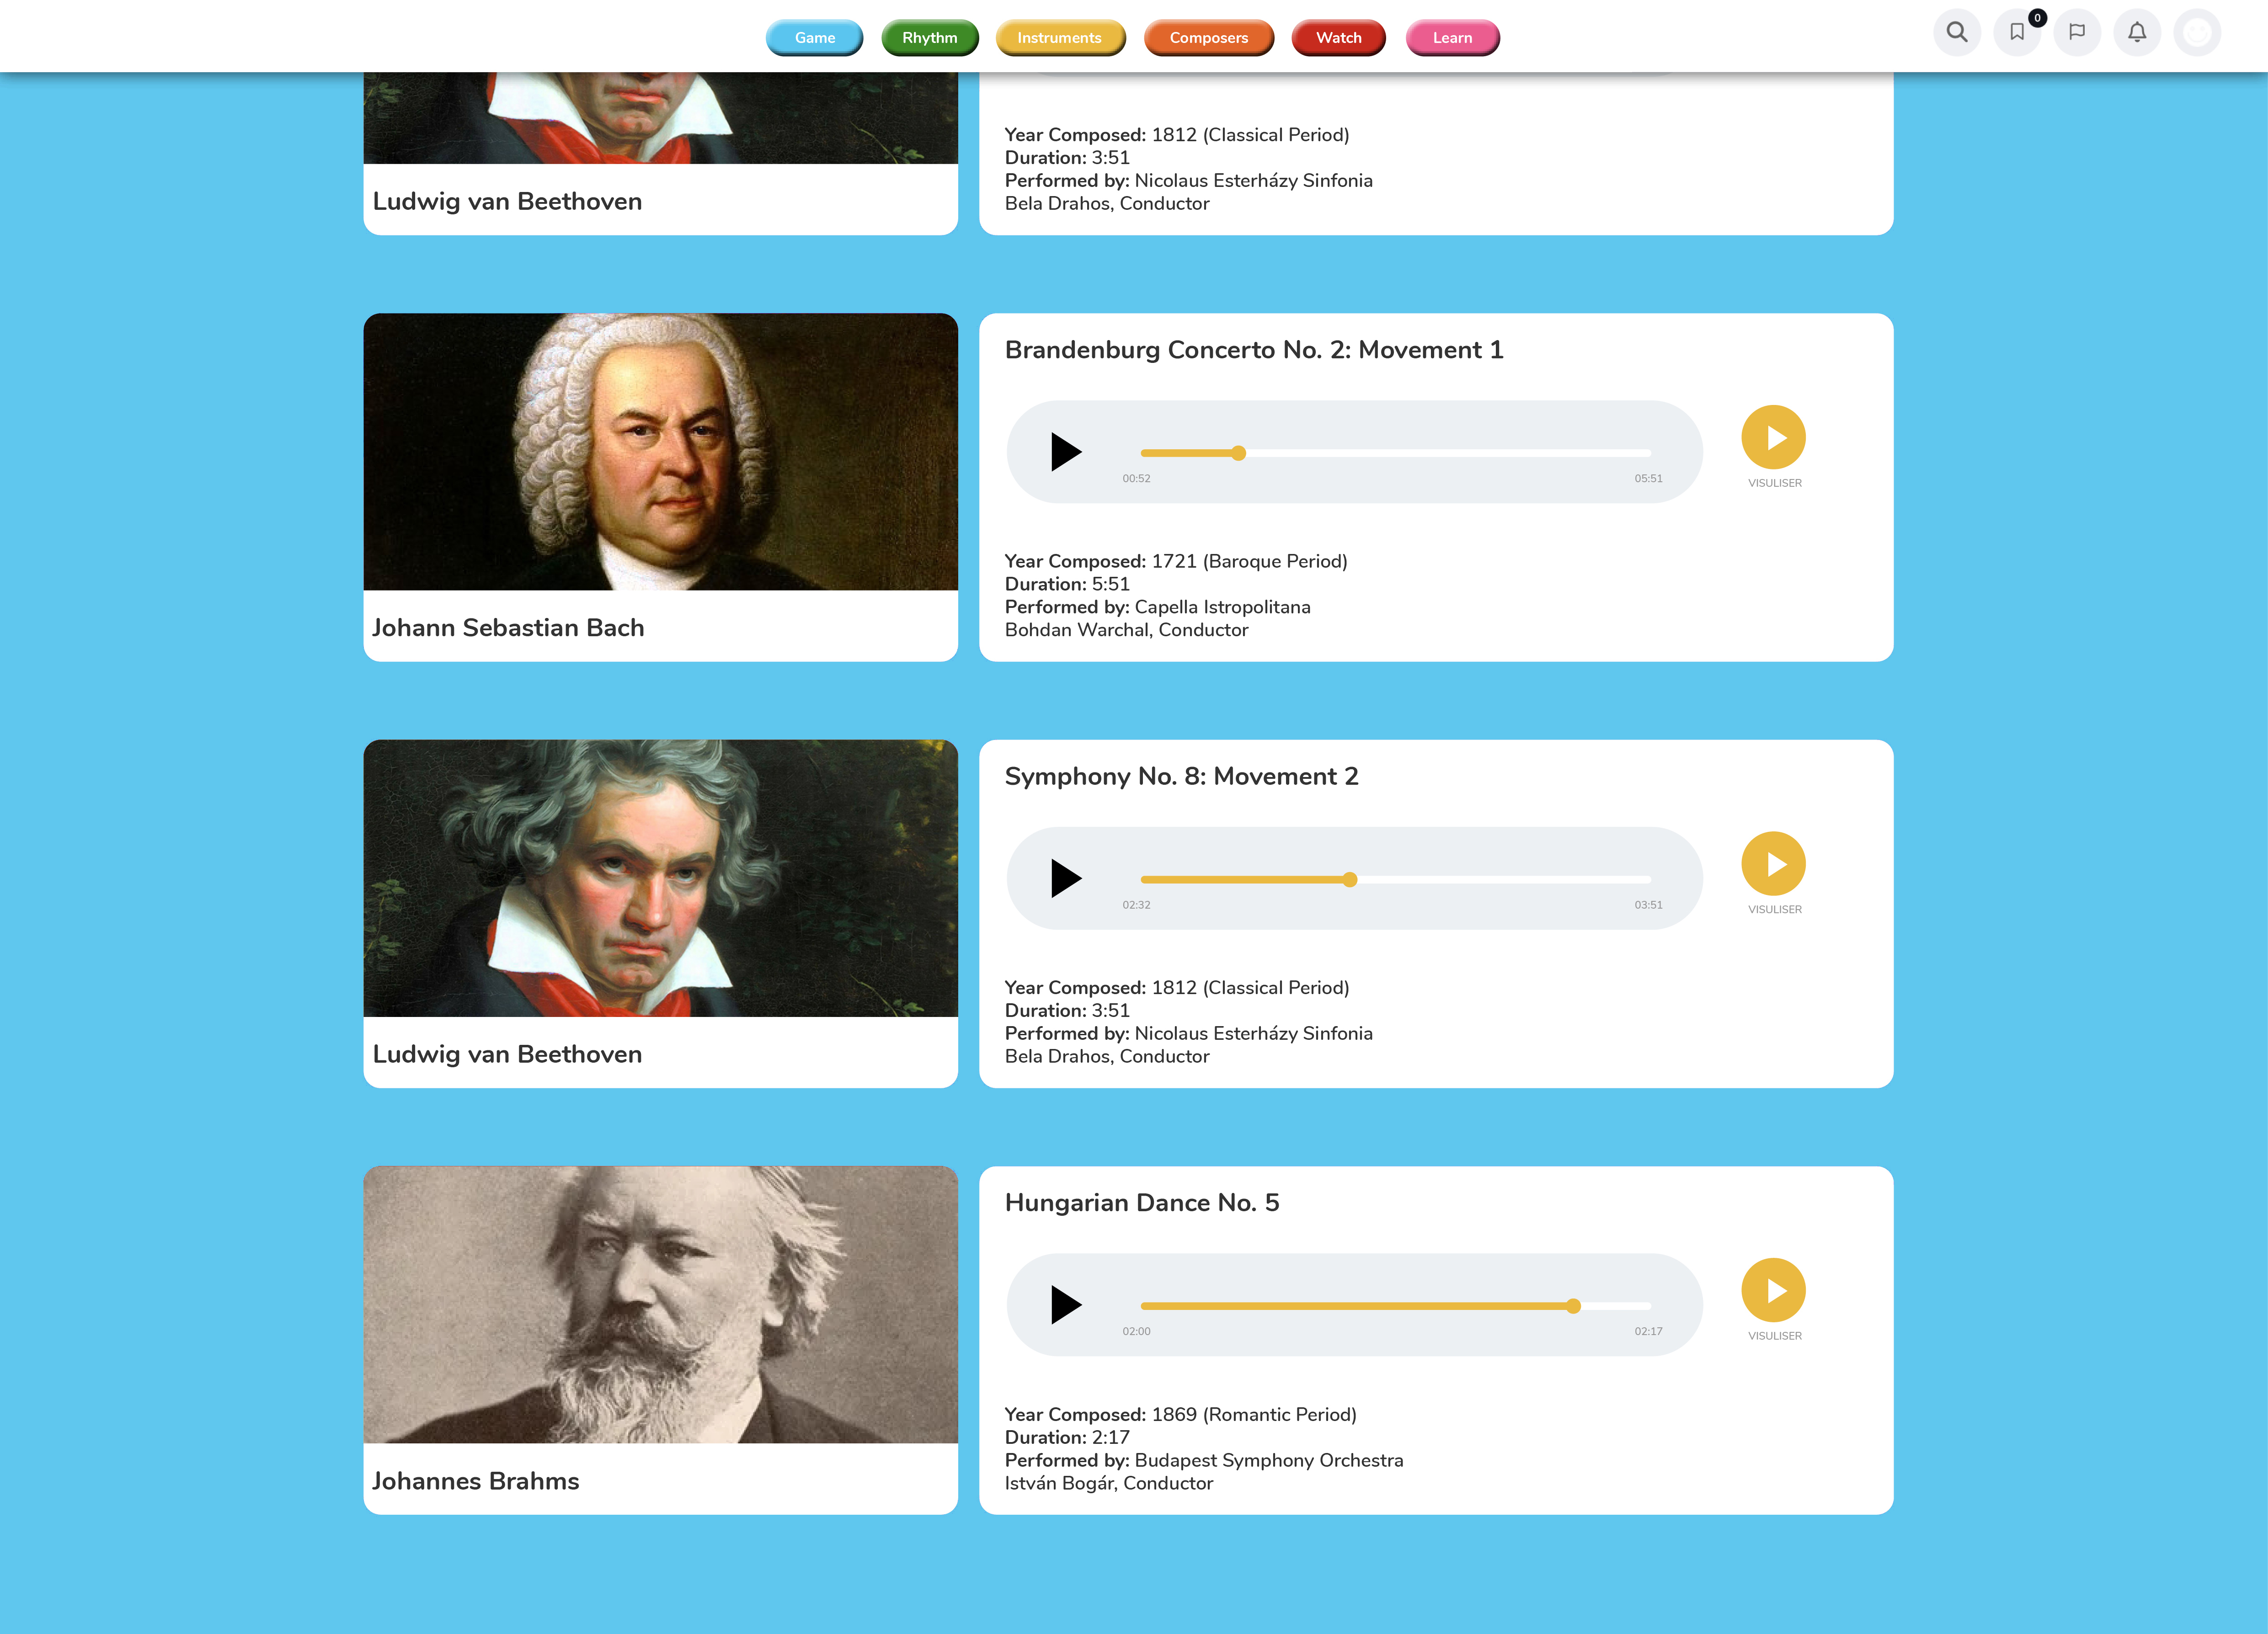 Game
Rhythm
Instruments
Composers
Watch
Learn
0
Ludwig van Beethoven
Year Composed: 1812 (Classical Period)
Duration: 3:51
Performed by: Nicolaus Esterházy Sinfonia
Bela Drahos, Conductor
Johann Sebastian Bach
Brandenburg Concerto No. 2: Movement 1
00:52
05:51
VISULISER
Year Composed: 1721 (Baroque Period)
Duration: 5:51
Performed by: Capella Istropolitana
Bohdan Warchal, Conductor
Ludwig van Beethoven
Symphony No. 8: Movement 2
02:32
03:51
VISULISER
Year Composed: 1812 (Classical Period)
Duration: 3:51
Performed by: Nicolaus Esterházy Sinfonia
Bela Drahos, Conductor
Johannes Brahms
Hungarian Dance No. 5
02:00
02:17
VISULISER
Year Composed: 1869 (Romantic Period)
Duration: 2:17
Performed by: Budapest Symphony Orchestra
István Bogár, Conductor